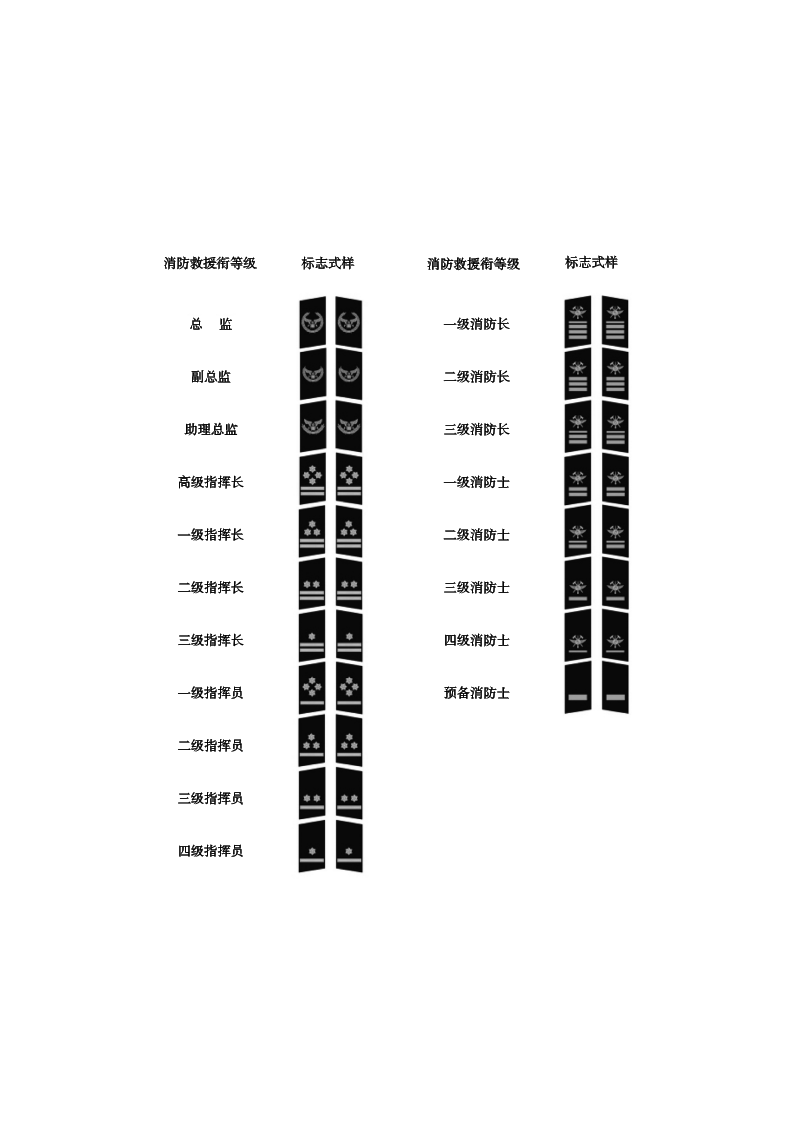 消防救援衔等级 标志式样 消防救援衔等级 标志式样
总 监 一级消防长
副总监 二级消防长
助理总监 三级消防长
高级指挥长 一级消防士
一级指挥长 二级消防士
二级指挥长 三级消防士
三级指挥长 四级消防士
一级指挥员 预备消防士
二级指挥员
三级指挥员
四级指挥员